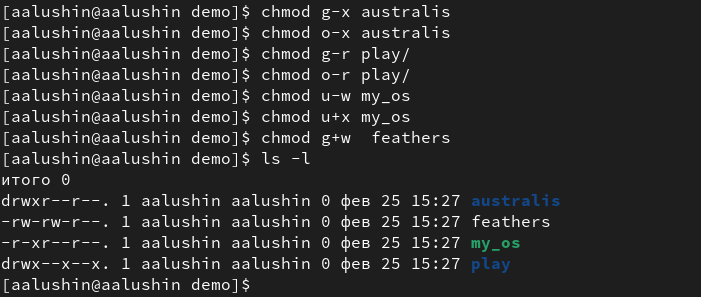 [aalushin@aalushin demo]$ chmod g-x australis
[aalushin@aalushin demo]$ chmod o-x australis
[aalushin@aalushin demo]$ chmod g-r play/
[aalushin@aalushin demo]$ chmod o-r play/
[aalushin@aalushin demo]$ chmod u-w my_os
[aalushin@aalushin demo]$ chmod u+x my_os
[aalushin@aalushin demo]$ chmod g+w  feathers
[aalushin@aalushin demo]$ ls -l
итого 0
drwxr--r--. 1 aalushin aalushin 0 фев 25 15:27 australis
-rw-rw-r--. 1 aalushin aalushin 0 фев 25 15:27 feathers
-r-xr--r--. 1 aalushin aalushin 0 фев 25 15:27 my_os
drwx--x--x. 1 aalushin aalushin 0 фев 25 15:27 play
[aalushin@aalushin demo]$